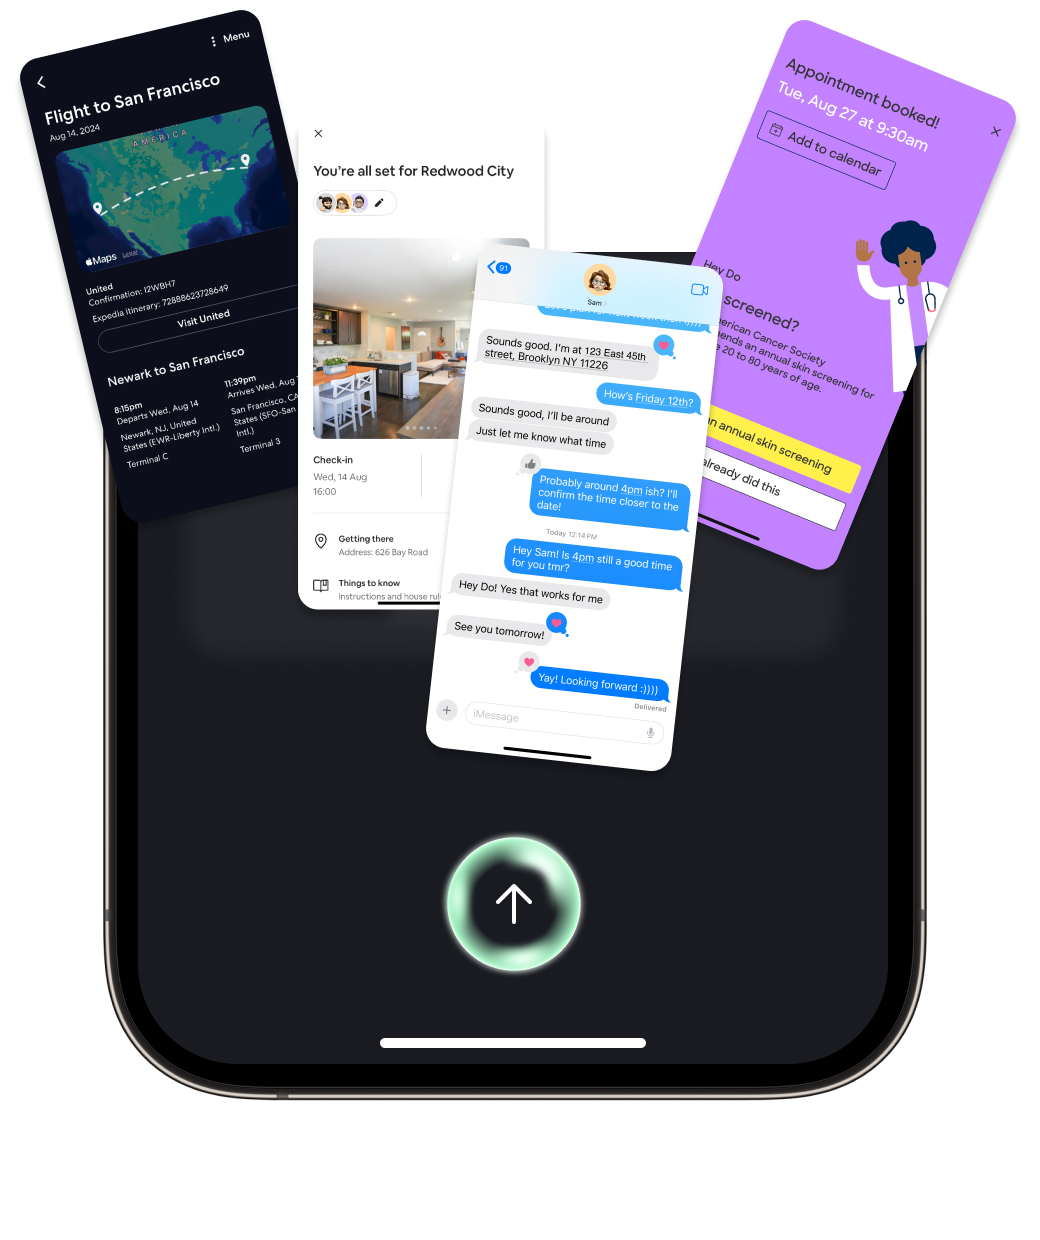 Menu
Flight to San Francisco
Aug 14, 2024
AMERICA
Maps
Legal
United
Confirmation: I2WBH7
Expedia Itinerary: 72888623728649
Visit United
Newark to San Francisco
8:15pm
Departs Wed, Aug 14
Newark, NJ, United
States (EWR-Liberty Intl.)
Terminal C
11:39pm
Arrives Wed, Aug
San Francisco, CA
States (SFO-San
Intl.)
Terminal 3
You're all set for Redwood City
Check-in
Wed, 14 Aug
16:00
Getting there
Address: 626 Bay Road
Things to know
Instructions and house
91
Sam
Sounds good. I'm at 123 East 45th
street, Brooklyn NY 11226
How's Friday 12th?
Sounds good, I'll be around
Just let me know what time
Probably around 4pm ish? I'll
confirm the time closer to the
date!
Today 12:14 PM
Hey Sam! Is 4pm still a good time
for you tmr?
Hey Do! Yes that works for me
See you tomorrow!
Yay! Looking forward :))))
Delivered
iMessage
Appointment booked!
Tue, Aug 27 at 9:30am
Add to calendar
Hey Do
screened?
Cancer Society
an annual skin screening for
20 to 80 years of age.
an annual skin screening
already did this